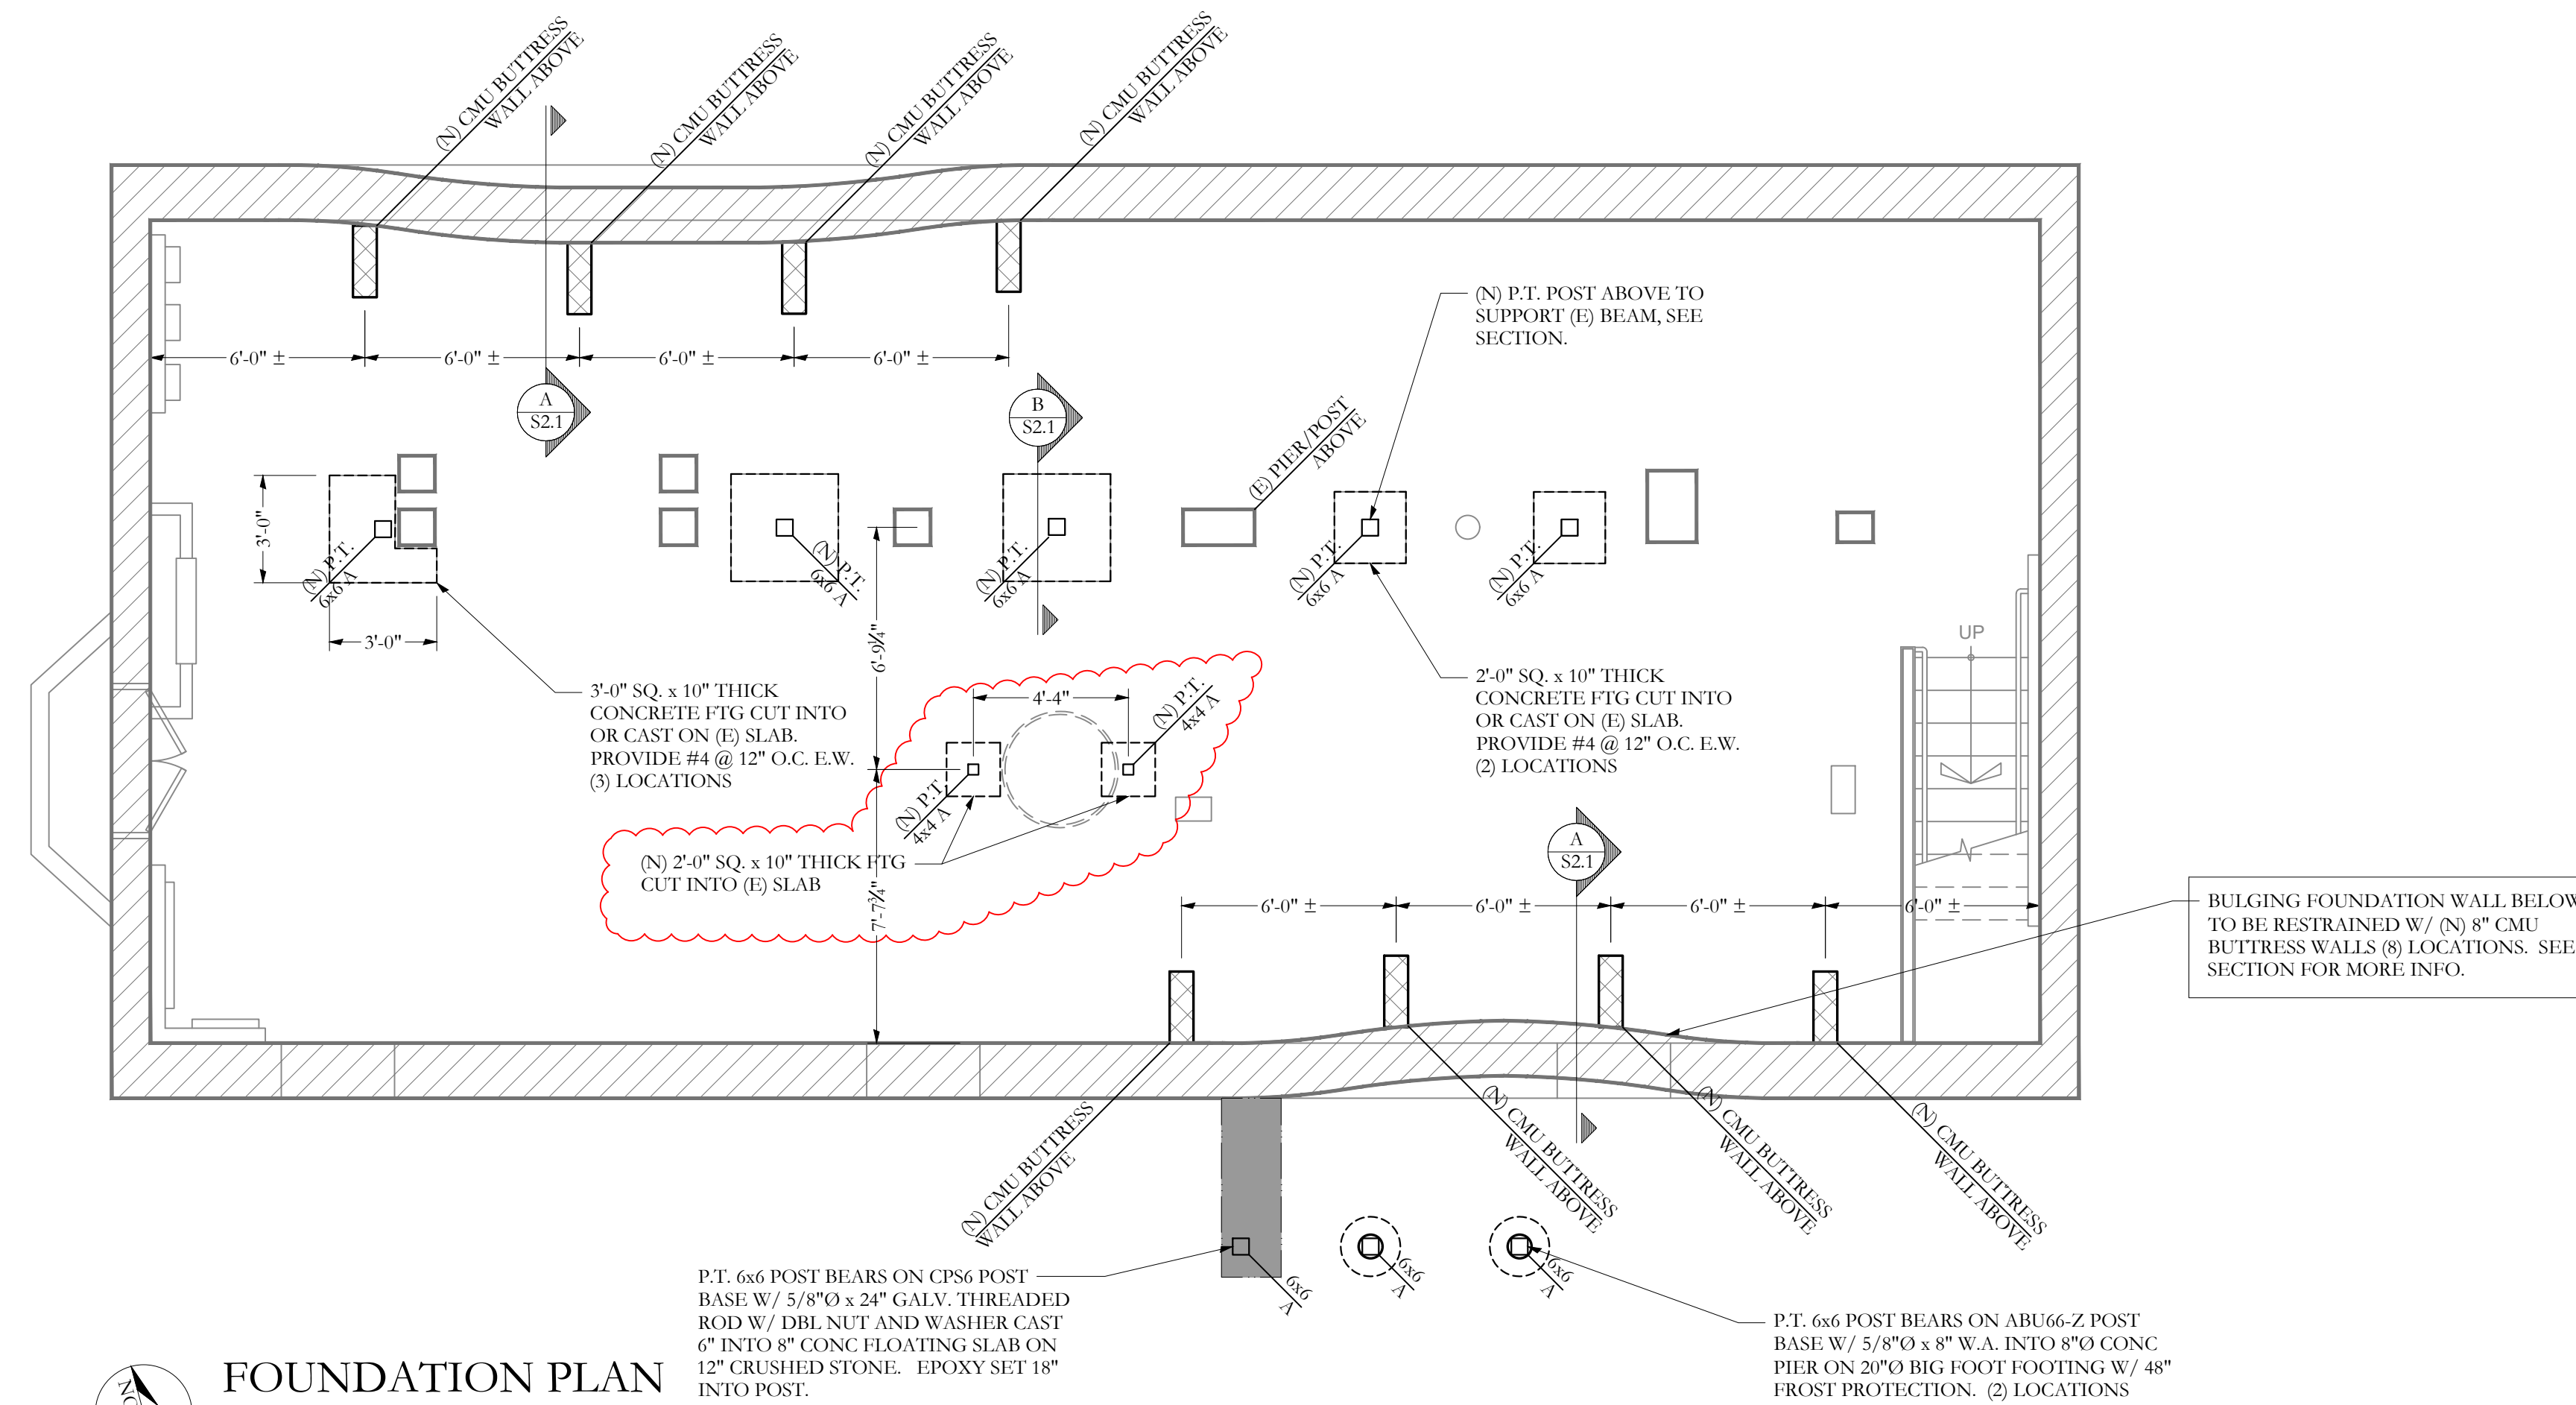 (N) CMU BUTTRESS
WALL ABOVE
(N) CMU BUTTRESS
WALL ABOVE
(N) CMU BUTTRESS
WALL ABOVE
(N) CMU BUTTRESS
WALL ABOVE
6'-0" ±
6'-0" ±
6'-0" ±
6'-0" ±
A
S2.1
B
S2.1
(N) P.T. POST ABOVE TO
SUPPORT (E) BEAM, SEE
SECTION.
(E) PIER/POST
ABOVE
3'-0"
3'-0"
(N) P.T.
6x6 A
(N) P.T.
6x6 A
(N) P.T.
6x6 A
(N) P.T.
6x6 A
(N) P.T.
6x6 A
6'-9¼"
UP
3'-0" SQ. x 10" THICK
CONCRETE FTG CUT INTO
OR CAST ON (E) SLAB.
PROVIDE #4 @ 12" O.C. E.W.
(3) LOCATIONS
4'-4"
(N) P.T.
4x4 A
(N) P.T.
4x4 A
2'-0" SQ. x 10" THICK
CONCRETE FTG CUT INTO
OR CAST ON (E) SLAB.
PROVIDE #4 @ 12" O.C. E.W.
(2) LOCATIONS
(N) 2'-0" SQ. x 10" THICK FTG
CUT INTO (E) SLAB
7'-7¾"
A
S2.1
6'-0" ±
6'-0" ±
6'-0" ±
6'-0" ±
BULGING FOUNDATION WALL BELOW
TO BE RESTRAINED W/ (N) 8" CMU
BUTTRESS WALLS (8) LOCATIONS. SEE
SECTION FOR MORE INFO.
(N) CMU BUTTRESS
WALL ABOVE
(N) CMU BUTTRESS
WALL ABOVE
(N) CMU BUTTRESS
WALL ABOVE
(N) CMU BUTTRESS
WALL ABOVE
6x6
A
6x6
A
6x6
A
P.T. 6x6 POST BEARS ON CPS6 POST
BASE W/ 5/8"Ø x 24" GALV. THREADED
ROD W/ DBL NUT AND WASHER CAST
6" INTO 8" CONC FLOATING SLAB ON
12" CRUSHED STONE. EPOXY SET 18"
INTO POST.
P.T. 6x6 POST BEARS ON ABU66-Z POST
BASE W/ 5/8"Ø x 8" W.A. INTO 8"Ø CONC
PIER ON 20"Ø BIG FOOT FOOTING W/ 48"
FROST PROTECTION. (2) LOCATIONS
FOUNDATION PLAN